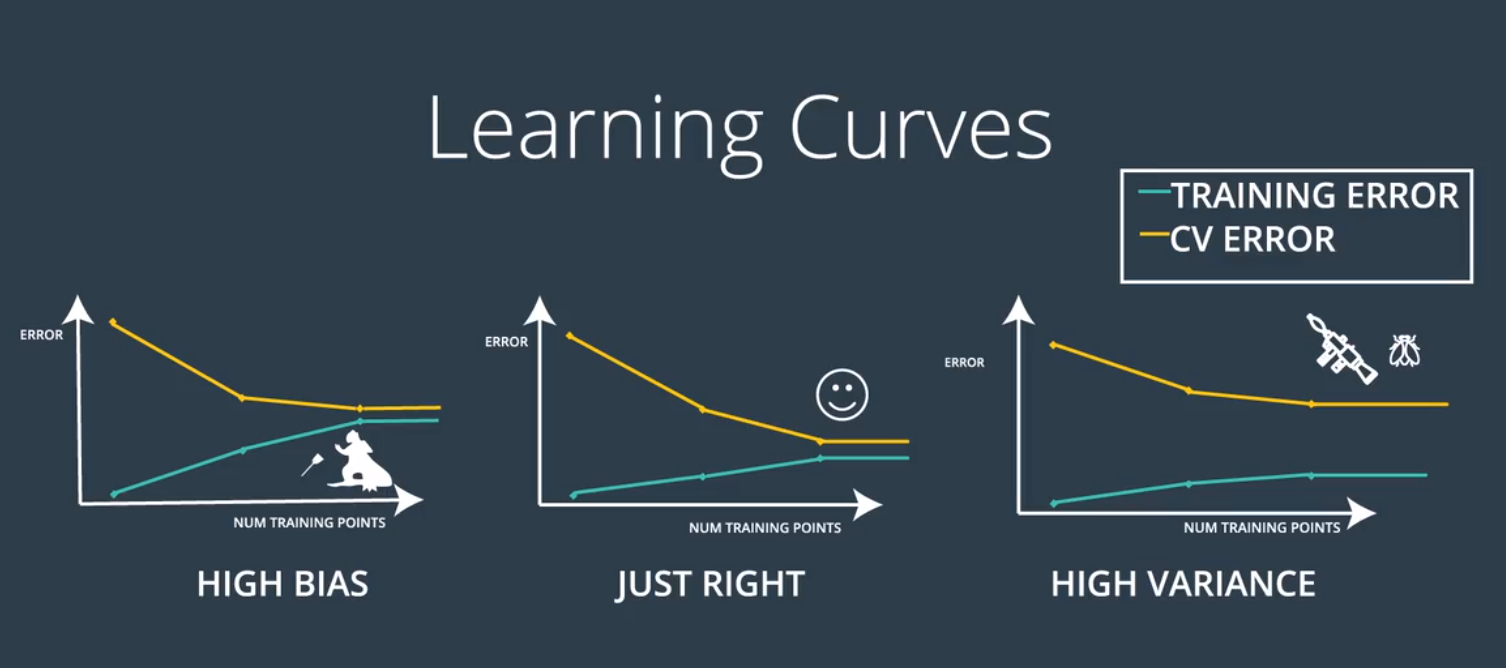 Learning Curves
TRAINING ERROR
CV ERROR
ERROR
NUM TRAINING POINTS
HIGH BIAS
ERROR
NUM TRAINING POINTS
JUST RIGHT
ERROR
NUM TRAINING POINTS
HIGH VARIANCE